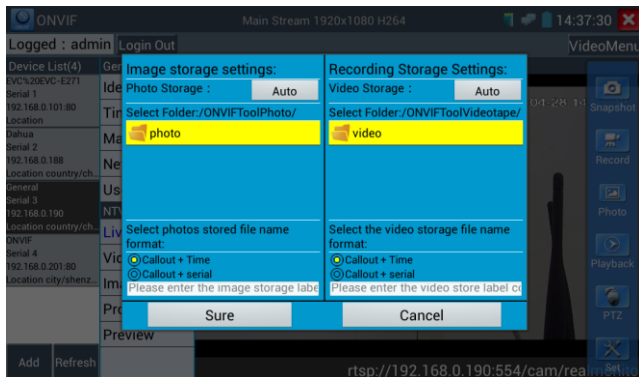 ONVIF
Main Stream 1920x1080 H264
14:37:30
Logged : admin
Login Out
VideoMenu
Device List(4)
EVC%20EVC-E271
Serial 1
192.168.0.101:80
Location
Dahua
Serial 2
192.168.0.188
Location country/ch...
General
Serial 3
192.168.0.190
Location country/ch...
ONVIF
Serial 4
192.168.0.201:80
Location city/shenz...
Add
Refresh
Preview
Image storage settings:
Photo Storage :
Auto
Select Folder:/ONVIFToolPhoto/
photo
Select photos stored file name
format:
Callout + Time
Callout + serial
Please enter the image storage labe
Sure
Recording Storage Settings:
Video Storage :
Auto
Select Folder:/ONVIFToolVideotape/
video
Select the video storage file name
format:
Callout + Time
Callout + serial
Please enter the video store label co
Cancel
Snapshot
Record
Photo
Playback
PTZ
Set
rtsp://192.168.0.190:554/cam/realmonito